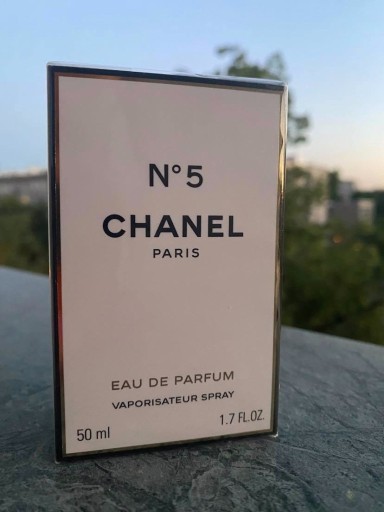 N°5
CHANEL
PARIS
EAU DE PARFUM
VAPORISATEUR SPRAY
50 ml 1.7 FL.OZ.